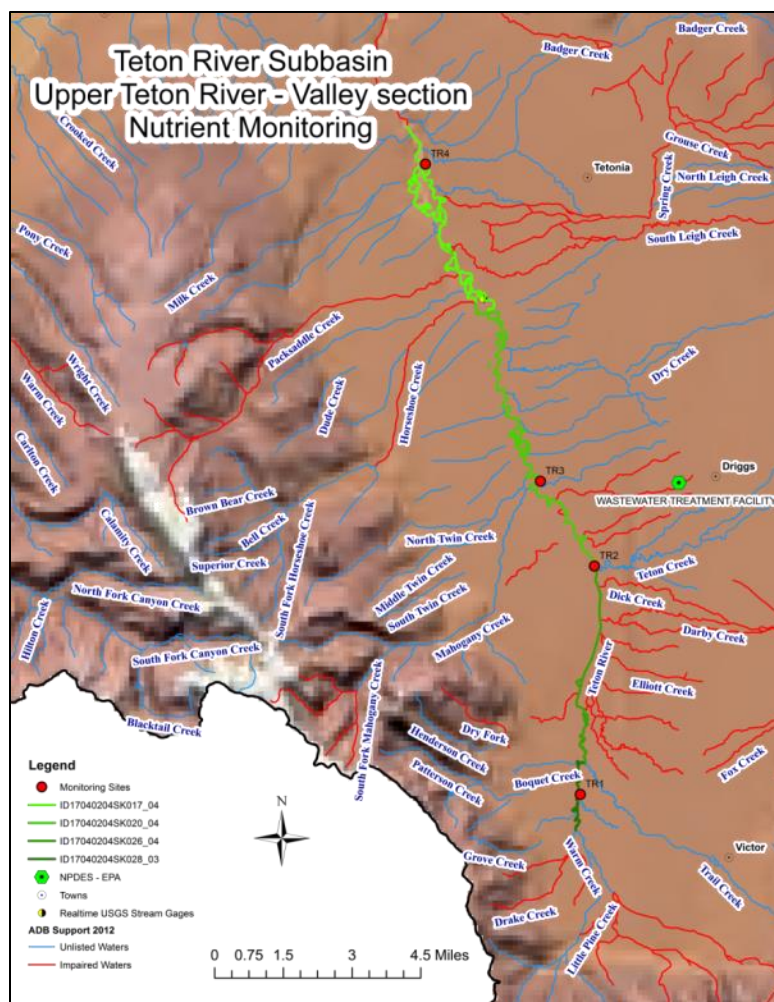 Teton River Subbasin
Upper Teton River - Valley section
Nutrient Monitoring
Badger Creek
Badger Creek
Crooked Creek
TR4
Tetonia
Grouse Creek
North Leigh Creek
Spring Creek
South Leigh Creek
Pony Creek
Milk Creek
Packsaddle Creek
Wright Creek
Warm Creek
Dude Creek
Horseshoe Creek
Dry Creek
Carlton Creek
Driggs
TR3
WASTEWATER TREATMENT FACILITY
Brown Bear Creek
Bell Creek
Calamity Creek
Superior Creek
South Fork Horseshoe Creek
North Twin Creek
TR2
Teton Creek
Middle Twin Creek
South Twin Creek
Dick Creek
North Fork Canyon Creek
Hilton Creek
Mahogany Creek
Darby Creek
South Fork Canyon Creek
Teton River
Elliott Creek
Blacktail Creek
South Fork Mahogany Creek
Dry Fork
Henderson Creek
Fox Creek
Patterson Creek
Boquet Creek
TR1
Legend
Monitoring Sites
ID17040204SK017_04
ID17040204SK020_04
ID17040204SK026_04
ID17040204SK028_03
NPDES - EPA
Towns
Realtime USGS Stream Gages
ADB Support 2012
Unlisted Waters
Impaired Waters
N
Grove Creek
Warm Creek
Victor
Trail Creek
Drake Creek
Little Pine Creek
0 0.75 1.5 3 4.5 Miles